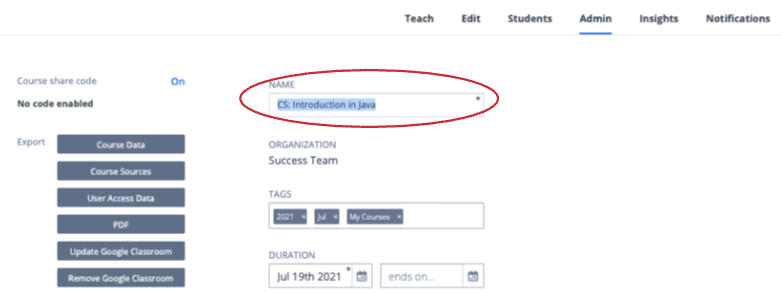 Teach Edit Students Admin Insights Notifications
Course share code On
No code enabled
Export
Course Data
Course Sources
User Access Data
PDF
Update Google Classroom
Remove Google Classroom
NAME
CS: Introduction in Java *
ORGANIZATION
Success Team
TAGS
2021 × Jul × My Courses ×
DURATION
Jul 19th 2021 * ends on...